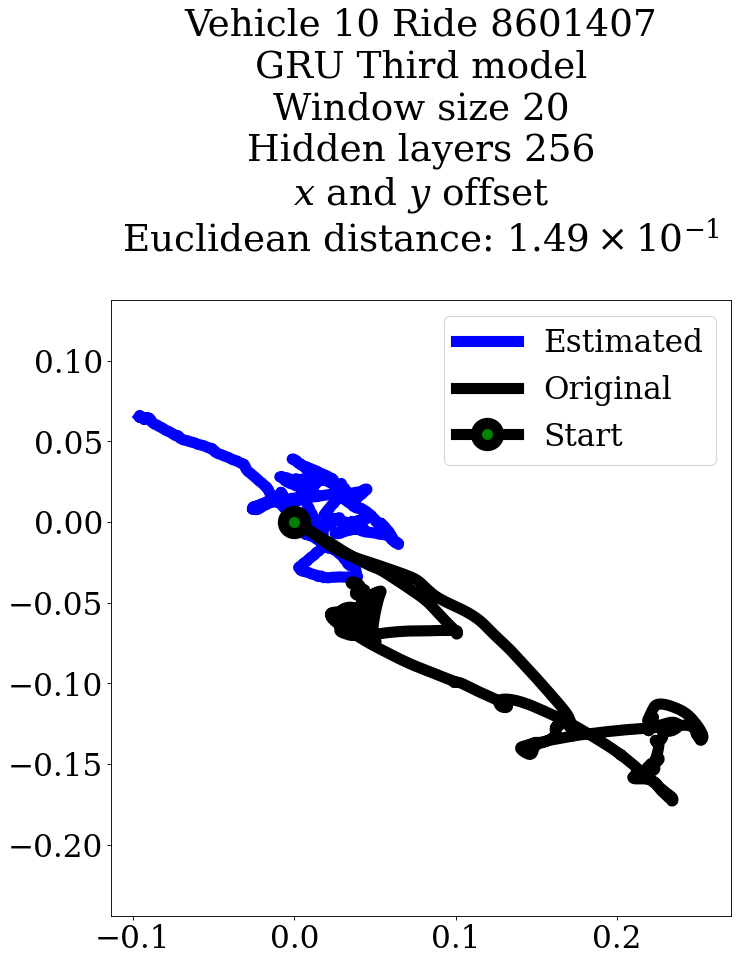 Vehicle 10 Ride 8601407
GRU Third model
Window size 20
Hidden layers 256
x and y offset
Euclidean distance: 1.49 × 10⁻¹
Estimated
Original
Start
0.10
0.05
0.00
−0.05
−0.10
−0.15
−0.20
−0.1 0.0 0.1 0.2